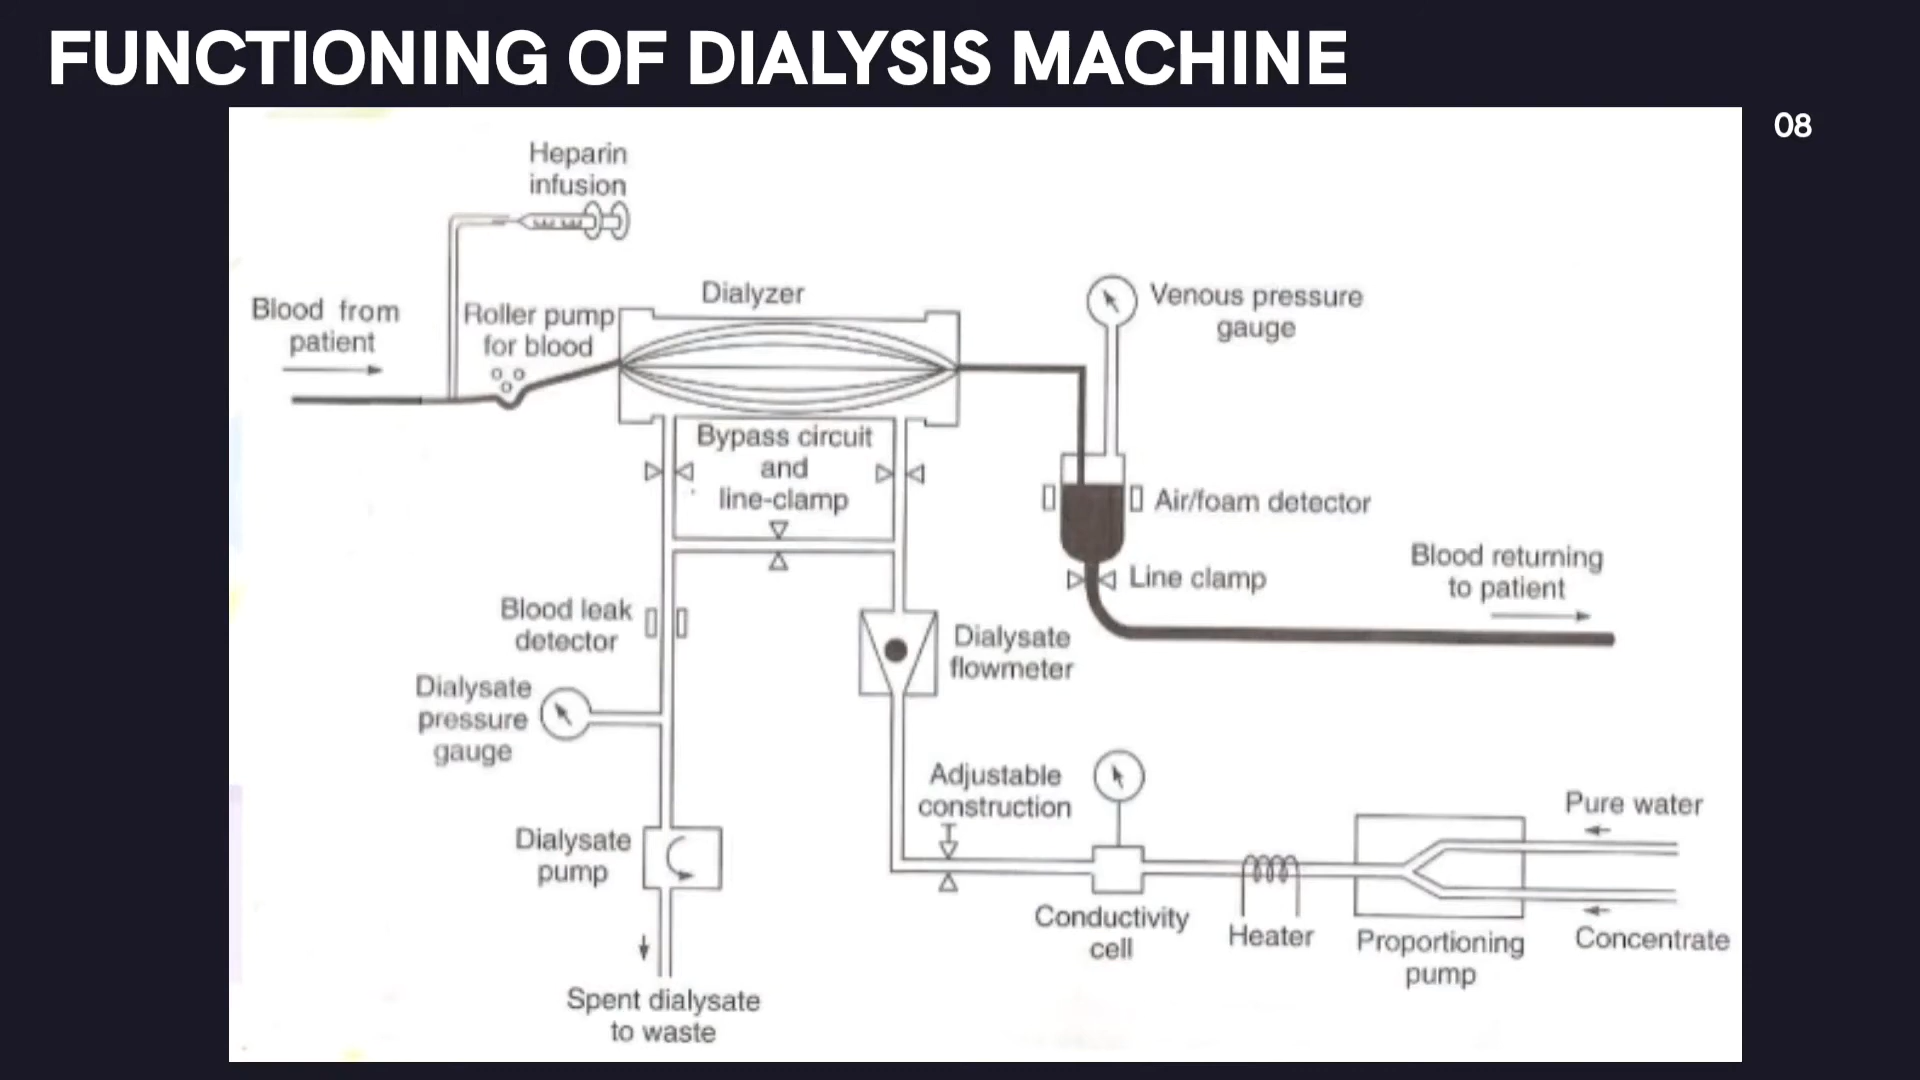 FUNCTIONING OF DIALYSIS MACHINE
08
Heparin
infusion
Blood from
patient
Roller pump
for blood
Dialyzer
Venous pressure
gauge
Bypass circuit
and
line-clamp
Air/foam detector
Line clamp
Blood returning
to patient
Blood leak
detector
Dialysate
flowmeter
Dialysate
pressure
gauge
Adjustable
construction
Pure water
Dialysate
pump
Conductivity
cell
Heater
Proportioning
pump
Concentrate
Spent dialysate
to waste